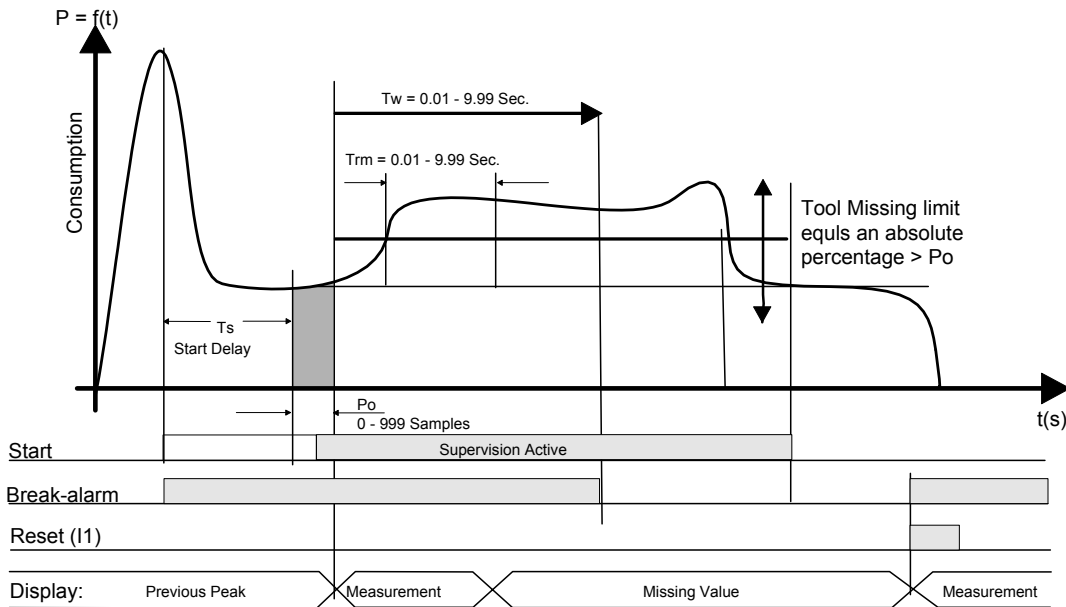 P = f(t)
Consumption
Tw = 0.01 - 9.99 Sec.
Trm = 0.01 - 9.99 Sec.
Tool Missing limit
equls an absolute
percentage > Po
Ts
Start Delay
Po
0 - 999 Samples
t(s)
Start
Supervision Active
Break-alarm
Reset (I1)
Display:
Previous Peak
Measurement
Missing Value
Measurement